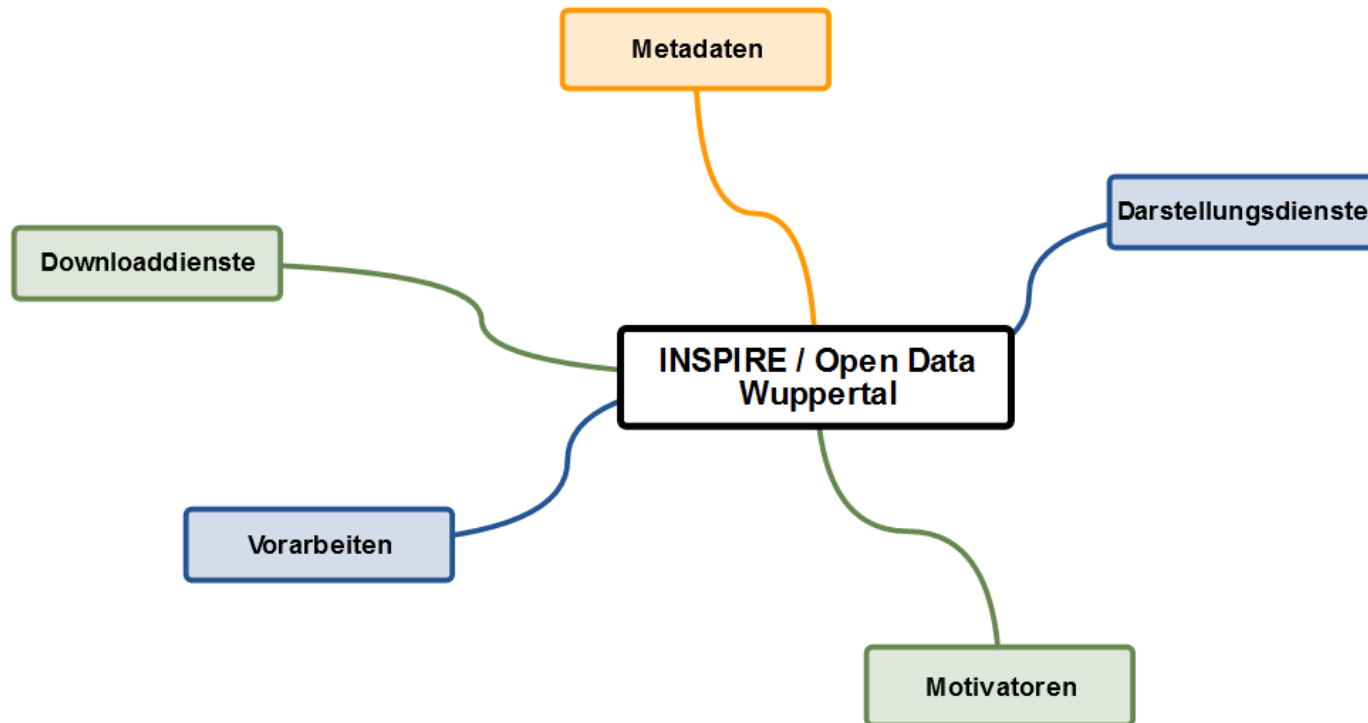 Metadaten
Darstellungsdienste
Downloaddienste
INSPIRE / Open Data
Wuppertal
Vorarbeiten
Motivatoren